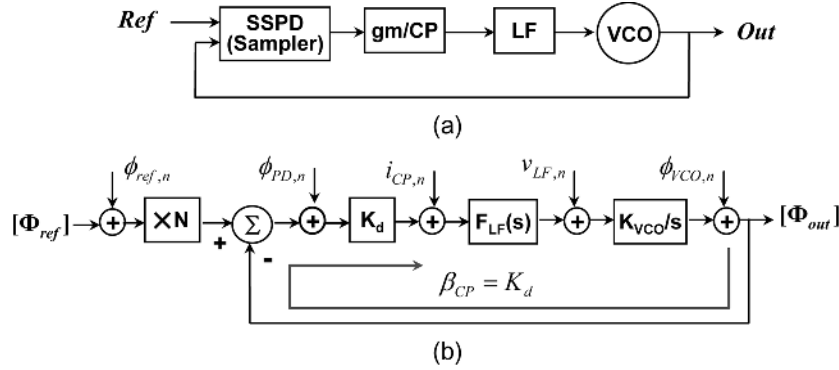 Ref
SSPD
(Sampler)
gm/CP
LF
VCO
Out
(a)
ϕref,n
ϕPD,n
iCP,n
vLF,n
ϕVCO,n
[Φref]
+
×N
+
Σ
-
+
Kd
+
FLF(s)
+
KVCO/s
+
[Φout]
βCP = Kd
(b)